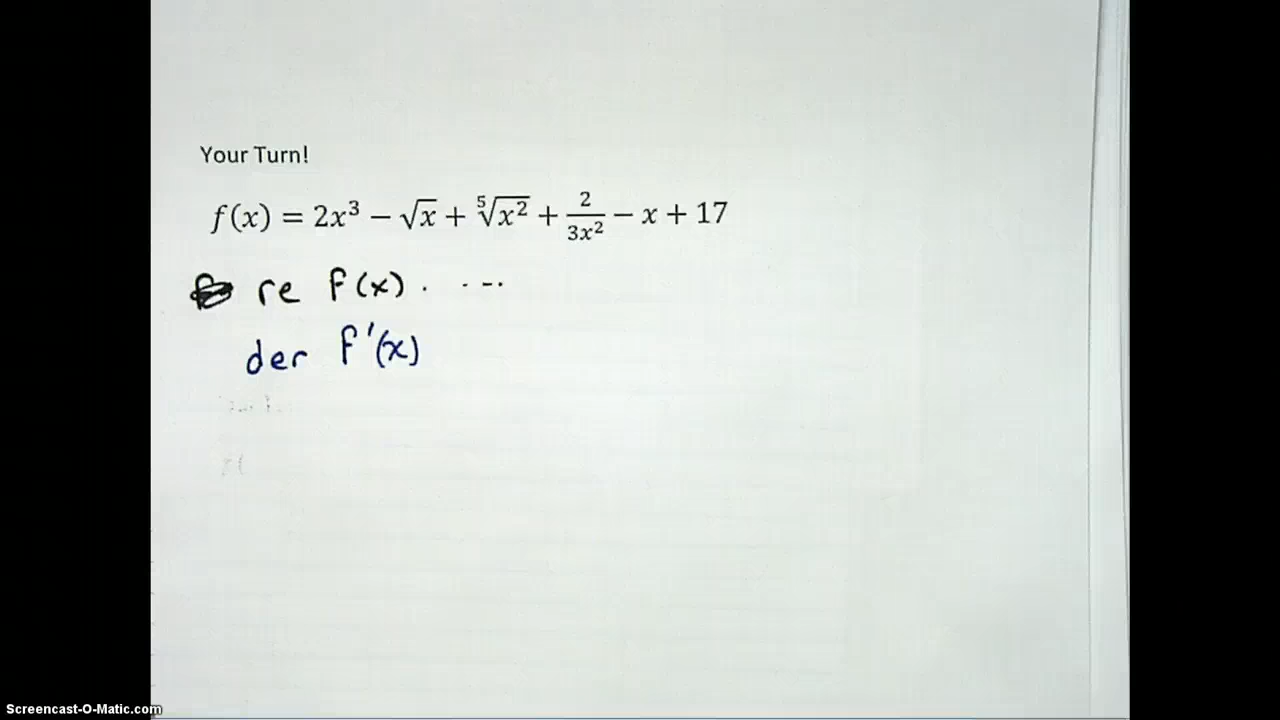 Your Turn!
f(x) = 2x³ − √x + ⁵√x² + 2/3x² − x + 17
re f(x) . . --.
der f'(x)
Screencast-O-Matic.com